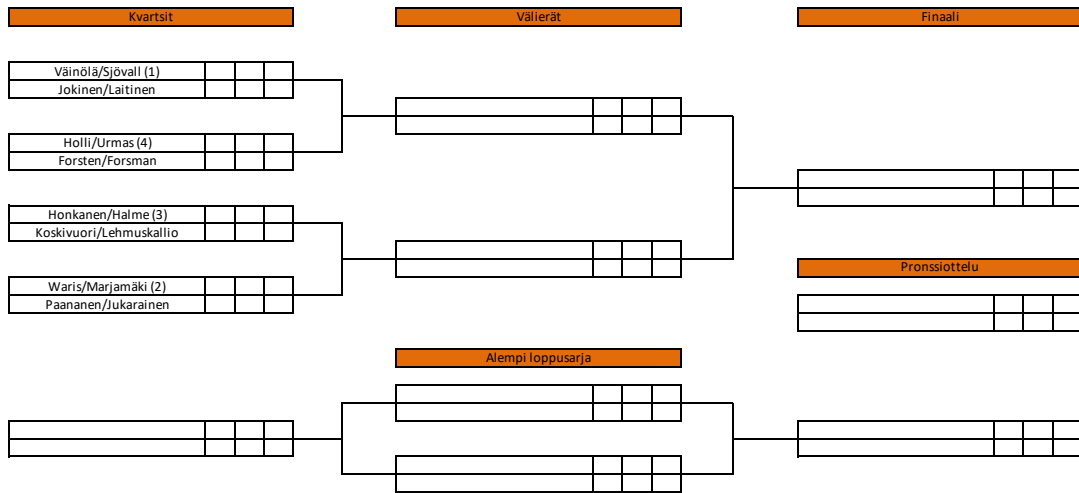 Kvartsit
Välierät
Finaali
Väinölä/Sjövall (1)
Jokinen/Laitinen
Holli/Urmas (4)
Forsten/Forsman
Honkanen/Halme (3)
Koskivuori/Lehmuskallio
Waris/Marjamäki (2)
Paananen/Jukarainen
Pronssiottelu
Alempi loppusarja